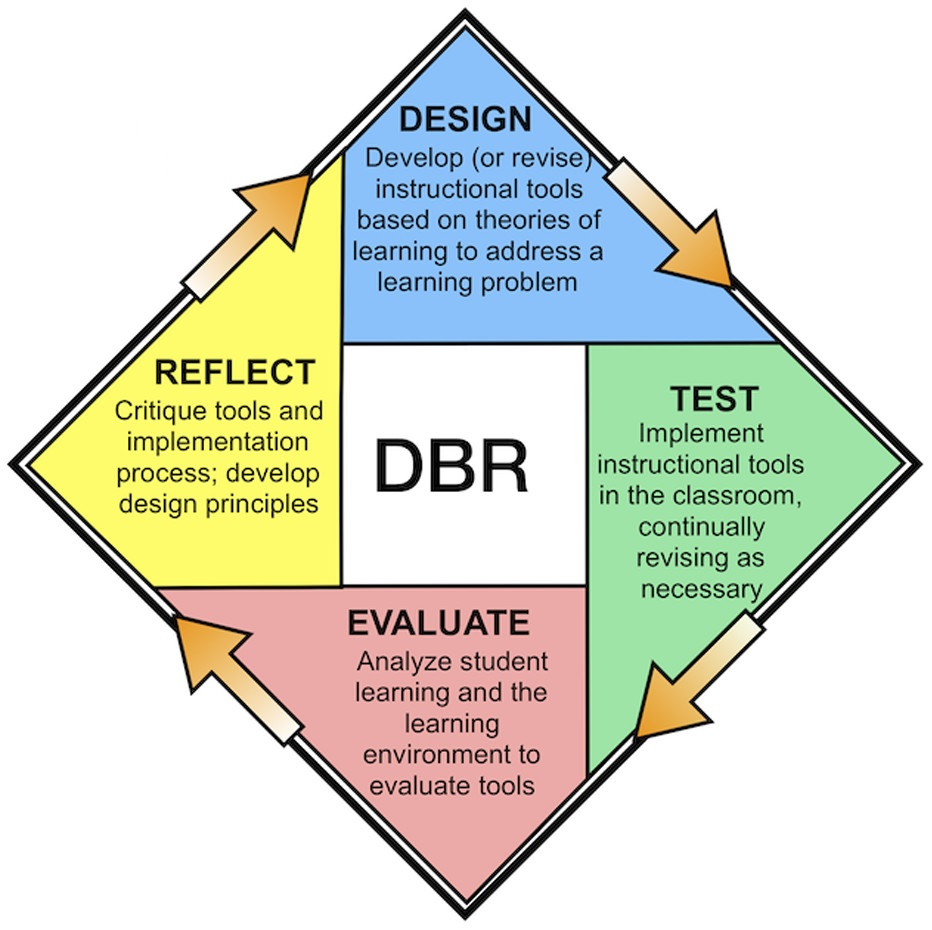 DESIGN
Develop (or revise)
instructional tools
based on theories of
learning to address a
learning problem
REFLECT
Critique tools and
implementation
process; develop
design principles
DBR
TEST
Implement
instructional tools
in the classroom,
continually
revising as
necessary
EVALUATE
Analyze student
learning and the
learning
environment to
evaluate tools